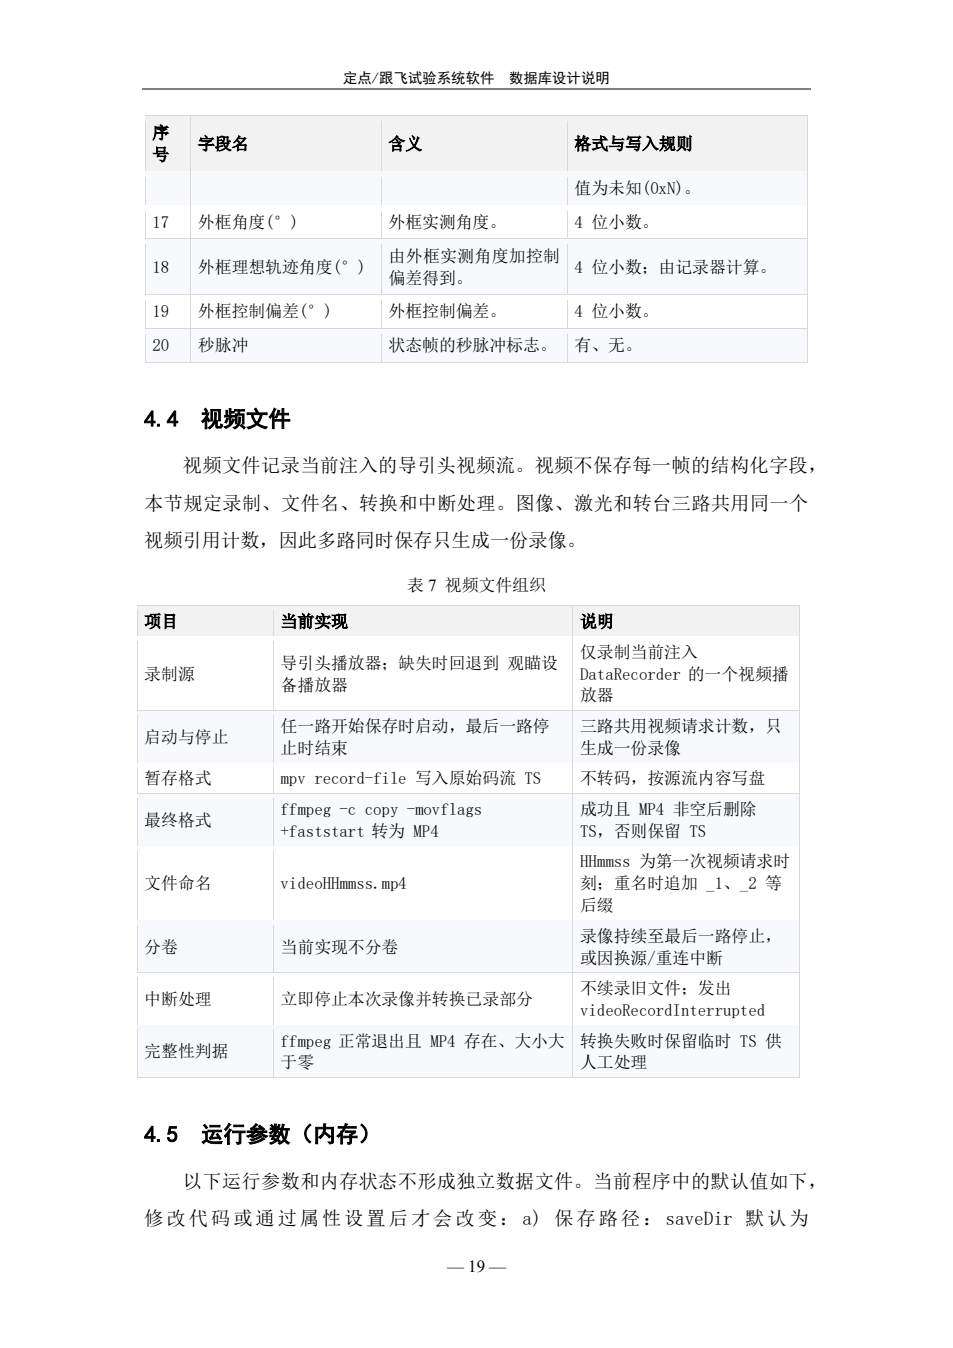 定点/跟飞试验系统软件　数据库设计说明
序号 字段名 含义 格式与写入规则
值为未知(0xN)。
17 外框角度(°) 外框实测角度。 4 位小数。
18 外框理想轨迹角度(°) 由外框实测角度加控制偏差得到。 4 位小数；由记录器计算。
19 外框控制偏差(°) 外框控制偏差。 4 位小数。
20 秒脉冲 状态帧的秒脉冲标志。 有、无。
4.4 视频文件
视频文件记录当前注入的导引头视频流。视频不保存每一帧的结构化字段，
本节规定录制、文件名、转换和中断处理。图像、激光和转台三路共用同一个
视频引用计数，因此多路同时保存只生成一份录像。
表 7 视频文件组织
项目 当前实现 说明
录制源 导引头播放器；缺失时回退到 观瞄设备播放器 仅录制当前注入 DataRecorder 的一个视频播放器
启动与停止 任一路开始保存时启动，最后一路停止时结束 三路共用视频请求计数，只生成一份录像
暂存格式 mpv record-file 写入原始码流 TS 不转码，按源流内容写盘
最终格式 ffmpeg -c copy -movflags +faststart 转为 MP4 成功且 MP4 非空后删除 TS，否则保留 TS
文件命名 videoHHmmss.mp4 HHmmss 为第一次视频请求时刻；重名时追加 _1、_2 等后缀
分卷 当前实现不分卷 录像持续至最后一路停止，或因换源/重连中断
中断处理 立即停止本次录像并转换已录部分 不续录旧文件；发出 videoRecordInterrupted
完整性判据 ffmpeg 正常退出且 MP4 存在、大小大于零 转换失败时保留临时 TS 供人工处理
4.5 运行参数（内存）
以下运行参数和内存状态不形成独立数据文件。当前程序中的默认值如下，
修改代码或通过属性设置后才会改变：a) 保存路径：saveDir 默认为
— 19 —